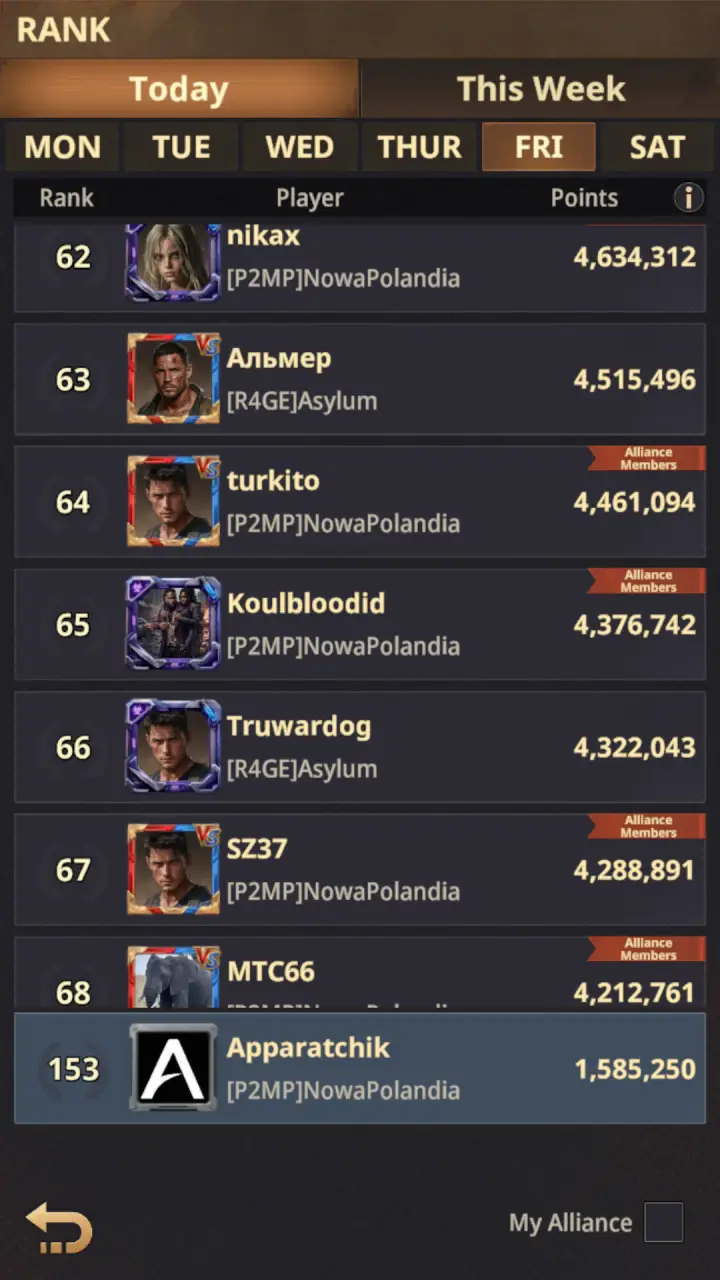 RANK
Today This Week
MON TUE WED THUR FRI SAT
Rank Player Points i
62 nikax 4,634,312
[P2MP]NowaPolandia
63 Альмер 4,515,496
[R4GE]Asylum
Alliance Members
64 turkito 4,461,094
[P2MP]NowaPolandia
Alliance Members
65 Koulbloodid 4,376,742
[P2MP]NowaPolandia
66 Truwardog 4,322,043
[R4GE]Asylum
Alliance Members
67 SZ37 4,288,891
[P2MP]NowaPolandia
Alliance Members
68 MTC66 4,212,761
153 Apparatchik 1,585,250
[P2MP]NowaPolandia
My Alliance